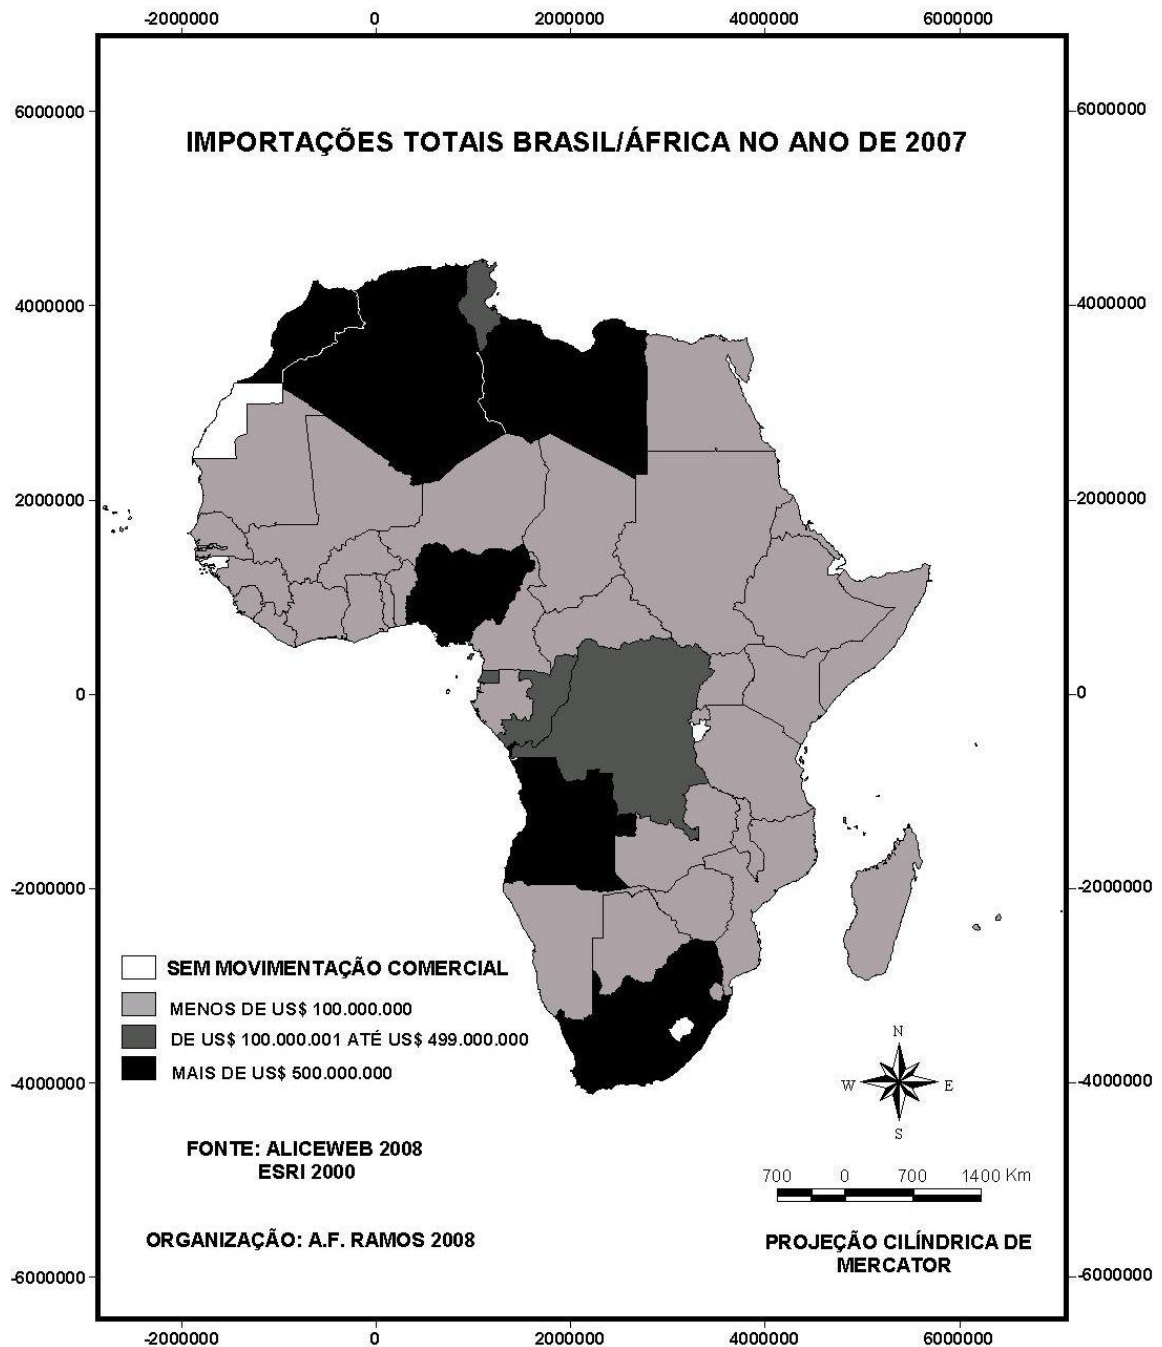 -2000000 0 2000000 4000000 6000000
IMPORTAÇÕES TOTAIS BRASIL/ÁFRICA NO ANO DE 2007
6000000 6000000
4000000 4000000
2000000 2000000
0 0
-2000000 -2000000
-4000000 -4000000
-6000000 -6000000
SEM MOVIMENTAÇÃO COMERCIAL
MENOS DE US$ 100.000.000
DE US$ 100.000.001 ATÉ US$ 499.000.000
MAIS DE US$ 500.000.000
N
W E
S
FONTE: ALICEWEB 2008
ESRI 2000
700 0 700 1400 Km
ORGANIZAÇÃO: A.F. RAMOS 2008
PROJEÇÃO CILÍNDRICA DE
MERCATOR
-2000000 0 2000000 4000000 6000000